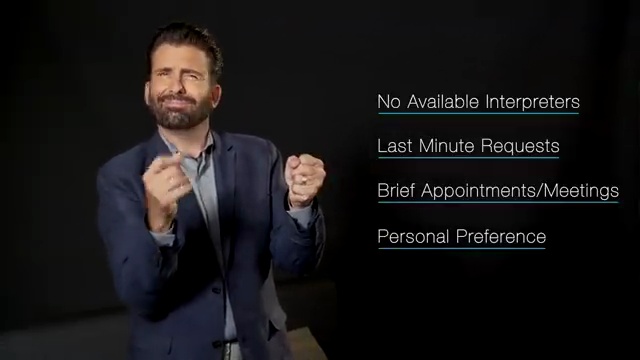 No Available Interpreters
Last Minute Requests
Brief Appointments/Meetings
Personal Preference